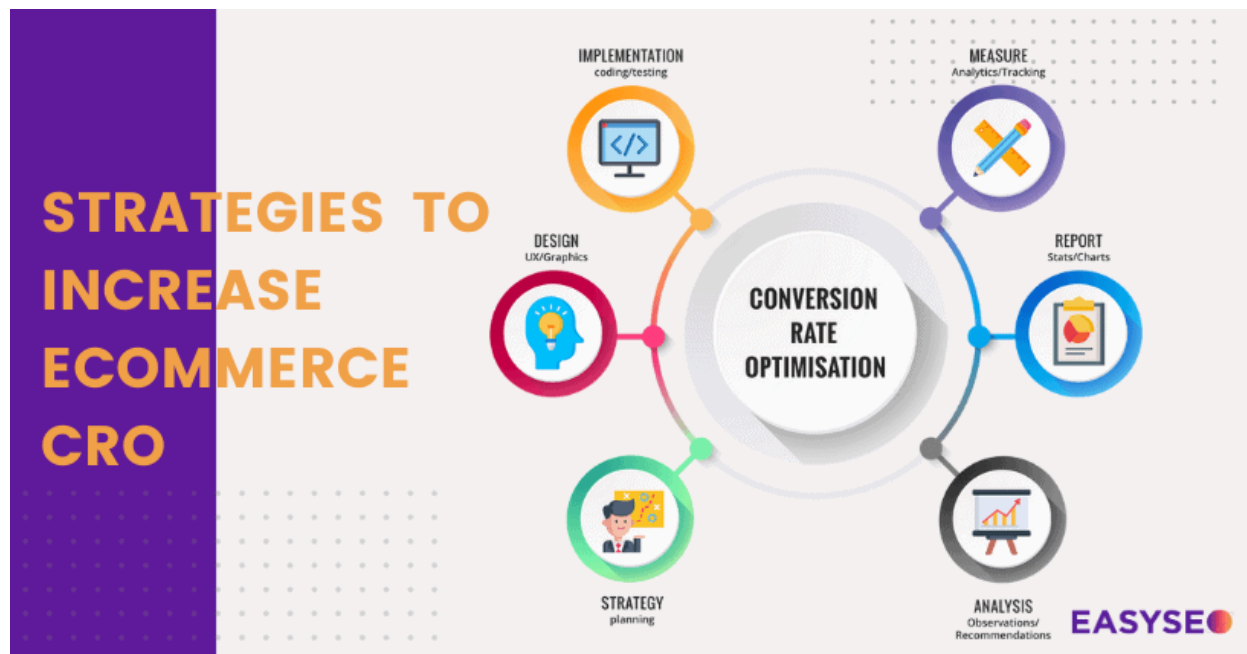 STRATEGIES TO
INCREASE
ECOMMERCE
CRO
IMPLEMENTATION
coding/testing
MEASURE
Analytics/Tracking
DESIGN
UX/Graphics
REPORT
Stats/Charts
CONVERSION
RATE
OPTIMISATION
STRATEGY
planning
ANALYSIS
Observations/
Recommendations
EASYSEO